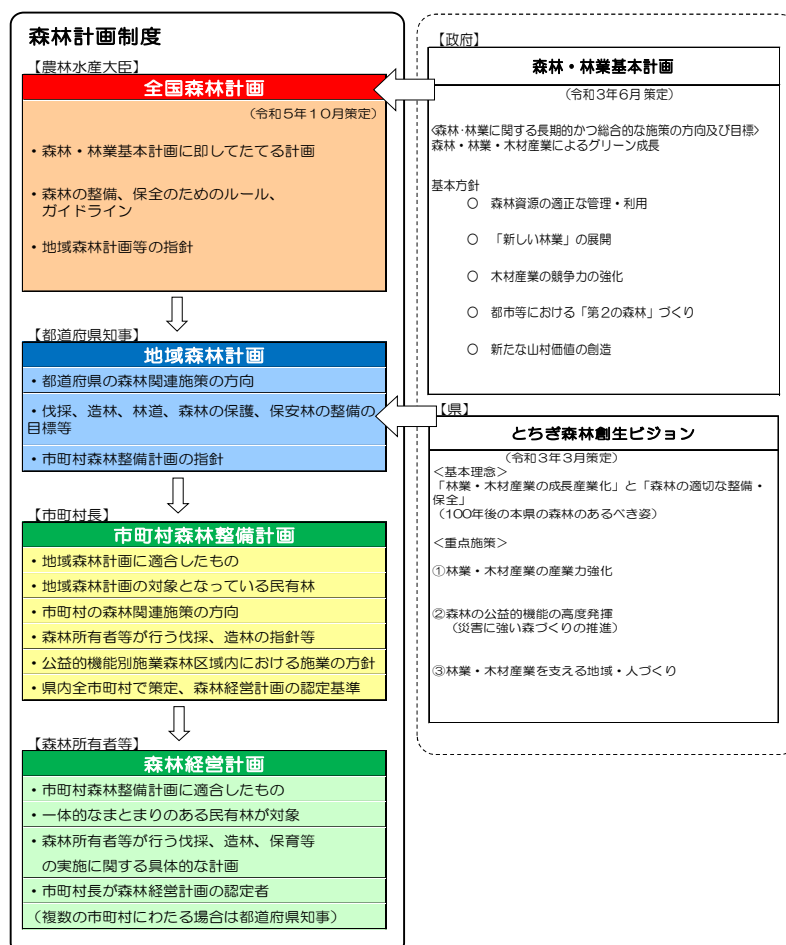 森林計画制度
【農林水産大臣】
全国森林計画
(令和5年10月策定)
・森林・林業基本計画に即してたてる計画
・森林の整備、保全のためのルール、
ガイドライン
・地域森林計画等の指針
【都道府県知事】
地域森林計画
・都道府県の森林関連施策の方向
・伐採、造林、林道、森林の保護、保安林の整備の
目標等
・市町村森林整備計画の指針
【市町村長】
市町村森林整備計画
・地域森林計画に適合したもの
・地域森林計画の対象となっている民有林
・市町村の森林関連施策の方向
・森林所有者等が行う伐採、造林の指針等
・公益的機能別施業森林区域内における施業の方針
・県内全市町村で策定、森林経営計画の認定基準
【森林所有者等】
森林経営計画
・市町村森林整備計画に適合したもの
・一体的なまとまりのある民有林が対象
・森林所有者等が行う伐採、造林、保育等
の実施に関する具体的な計画
・市町村長が森林経営計画の認定者
(複数の市町村にわたる場合は都道府県知事)
【政府】
森林・林業基本計画
(令和3年6月策定)
<森林・林業に関する長期的かつ総合的な施策の方向及び目標>
森林・林業・木材産業によるグリーン成長
基本方針
○ 森林資源の適正な管理・利用
○ 「新しい林業」の展開
○ 木材産業の競争力の強化
○ 都市等における「第2の森林」づくり
○ 新たな山村価値の創造
【県】
とちぎ森林創生ビジョン
(令和3年3月策定)
<基本理念>
「林業・木材産業の成長産業化」と「森林の適切な整備・
保全」
(100年後の本県の森林のあるべき姿)
<重点施策>
①林業・木材産業の産業力強化
②森林の公益的機能の高度発揮
(災害に強い森づくりの推進)
③林業・木材産業を支える地域・人づくり